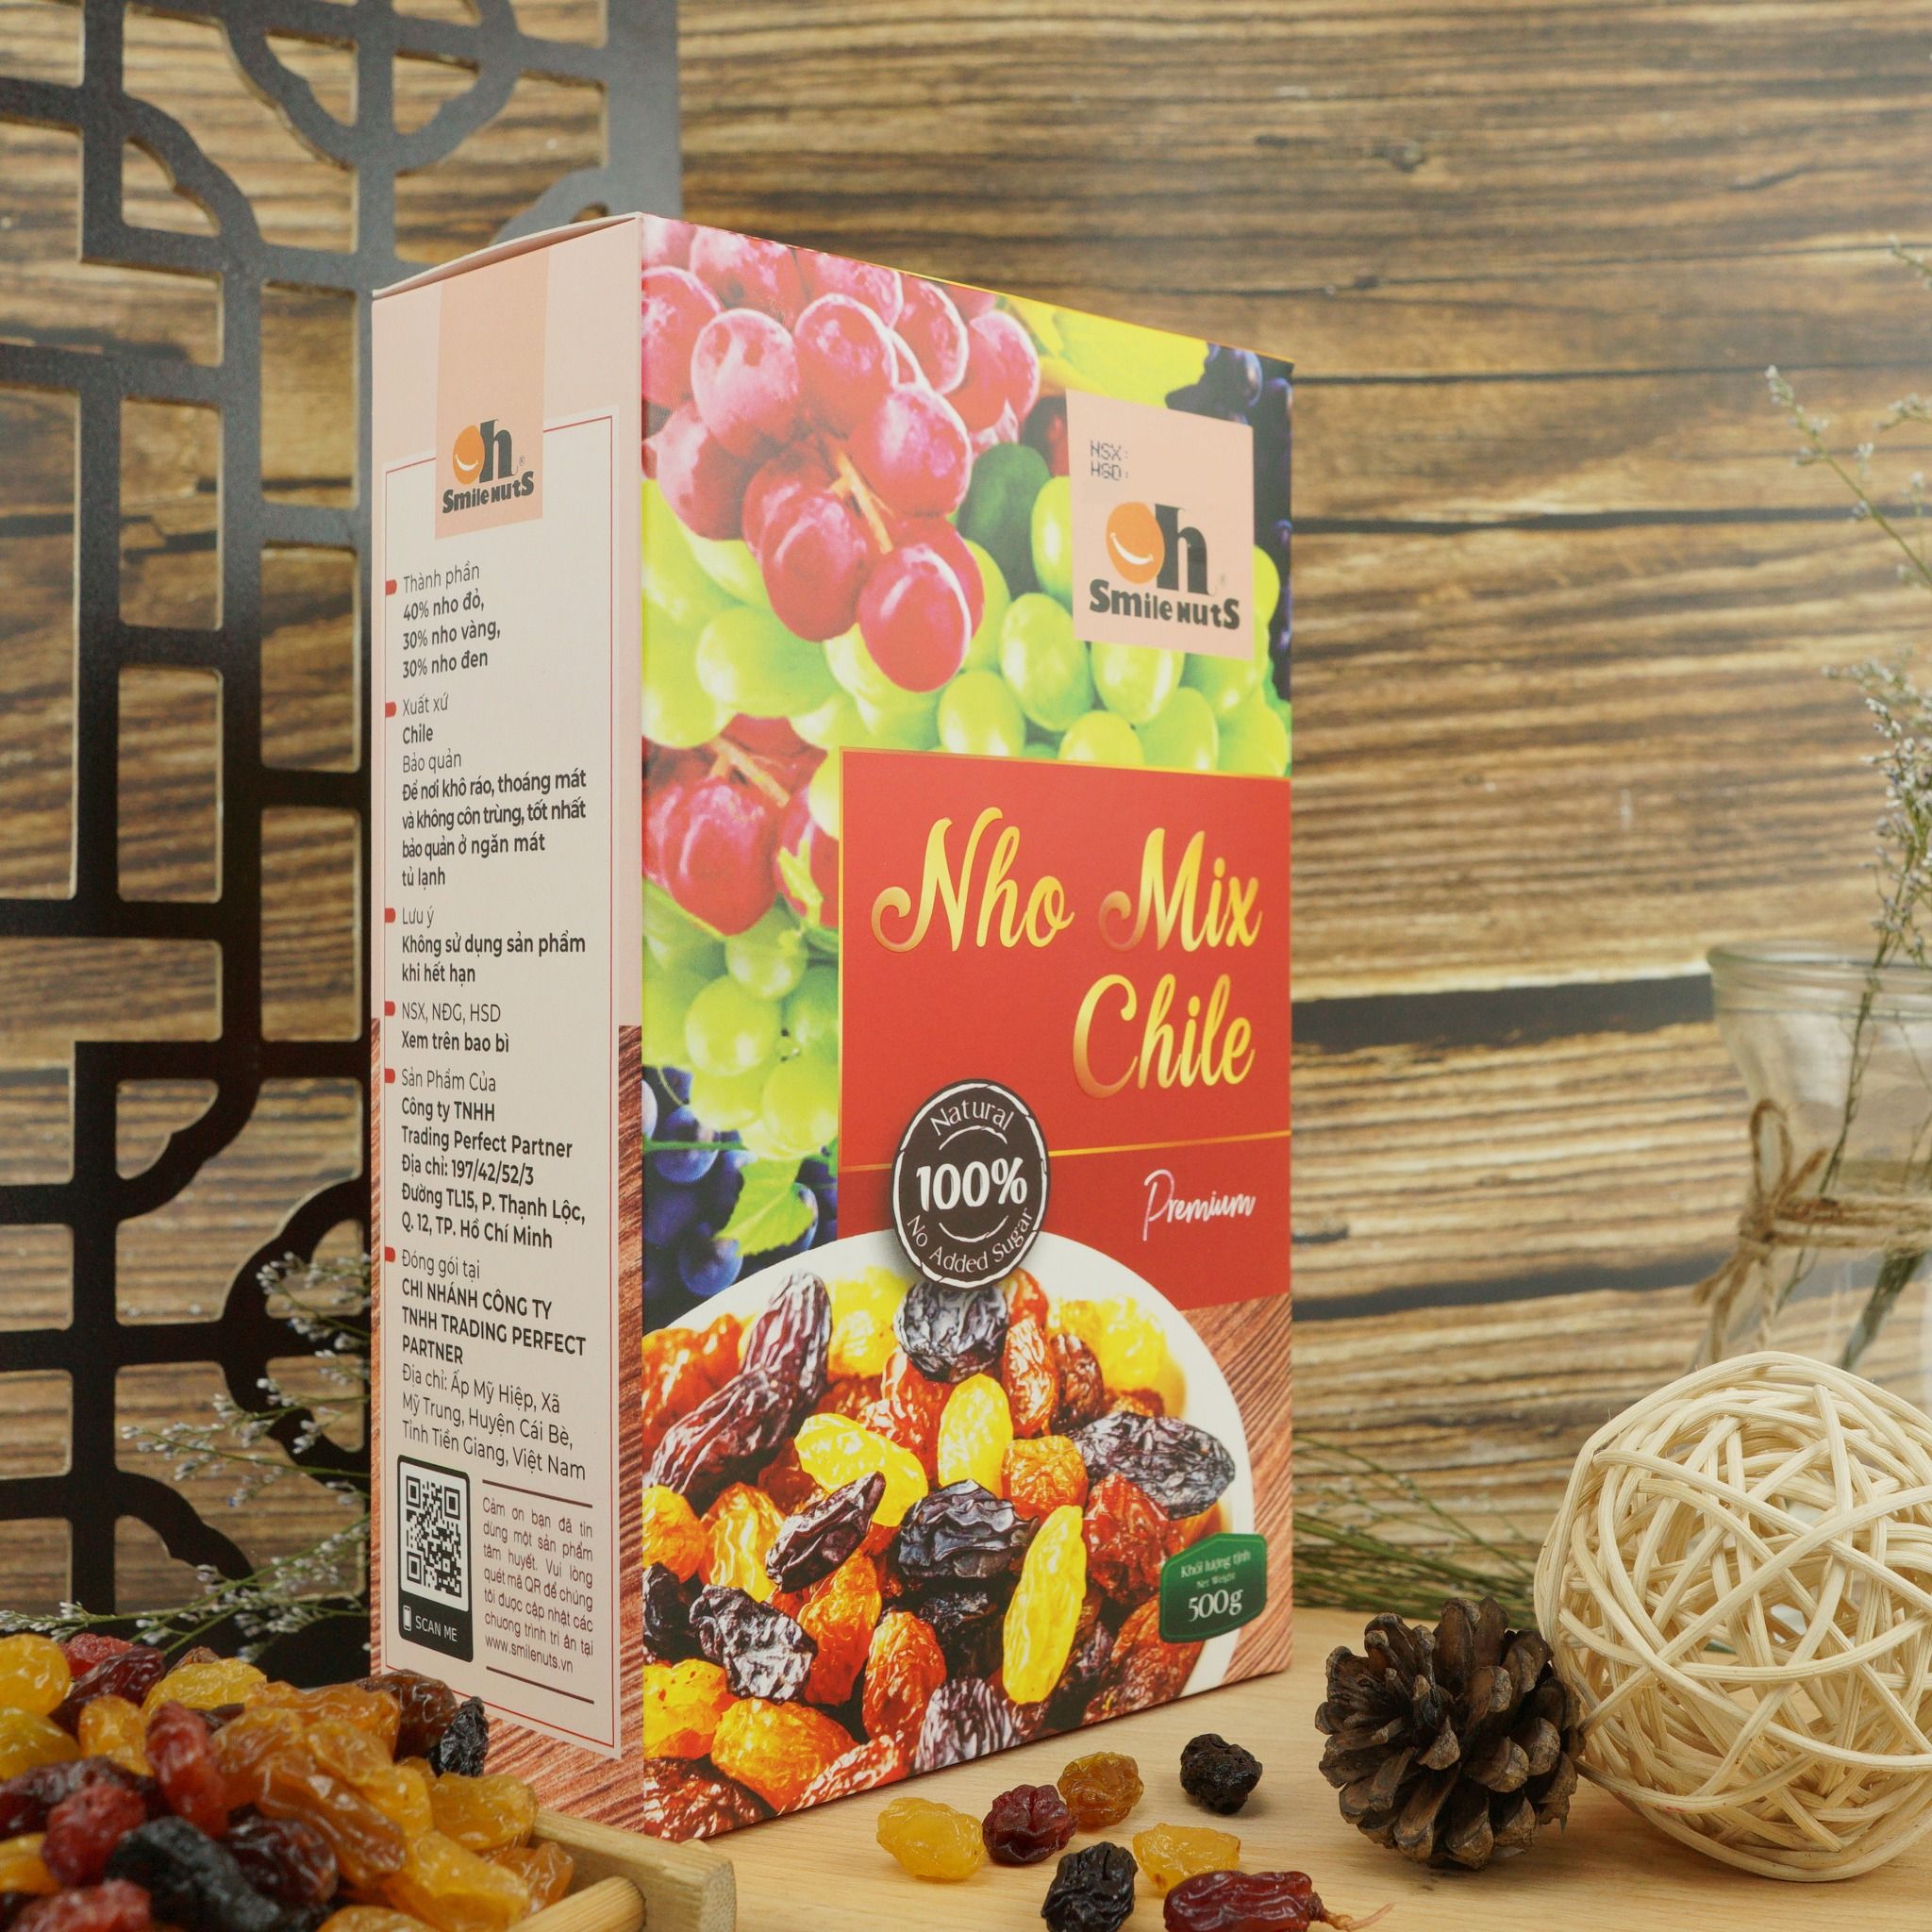 oh
Smile Nuts
Thành phần
40% nho đỏ,
30% nho vàng,
30% nho đen
Xuất xứ
Chile
Bảo quản
Để nơi khô ráo, thoáng mát
và không côn trùng, tốt nhất
bảo quản ở ngăn mát
tủ lạnh
Lưu ý
Không sử dụng sản phẩm
khi hết hạn
NSX, NĐG, HSD
Xem trên bao bì
Sản Phẩm Của
Công ty TNHH
Trading Perfect Partner
Địa chỉ: 197/42/52/3
Đường TL15, P. Thạnh Lộc,
Q. 12, TP. Hồ Chí Minh
Đóng gói tại
CHI NHÁNH CÔNG TY
TNHH TRADING PERFECT
PARTNER
Địa chỉ: Ấp Mỹ Hiệp, Xã
Mỹ Trung, Huyện Cái Bè,
Tỉnh Tiền Giang, Việt Nam
SCAN ME
Cảm ơn bạn đã tin
dùng một sản phẩm
tâm huyết. Vui lòng
quét mã QR để chúng
tôi được cập nhật các
chương trình tri ân tại
www.smilenuts.vn
NSX:
HSD:
oh
Smile Nuts
Nho Mix
Chile
Natural
100%
No Added Sugar
Premium
Khối lượng tịnh
Net Weight
500g